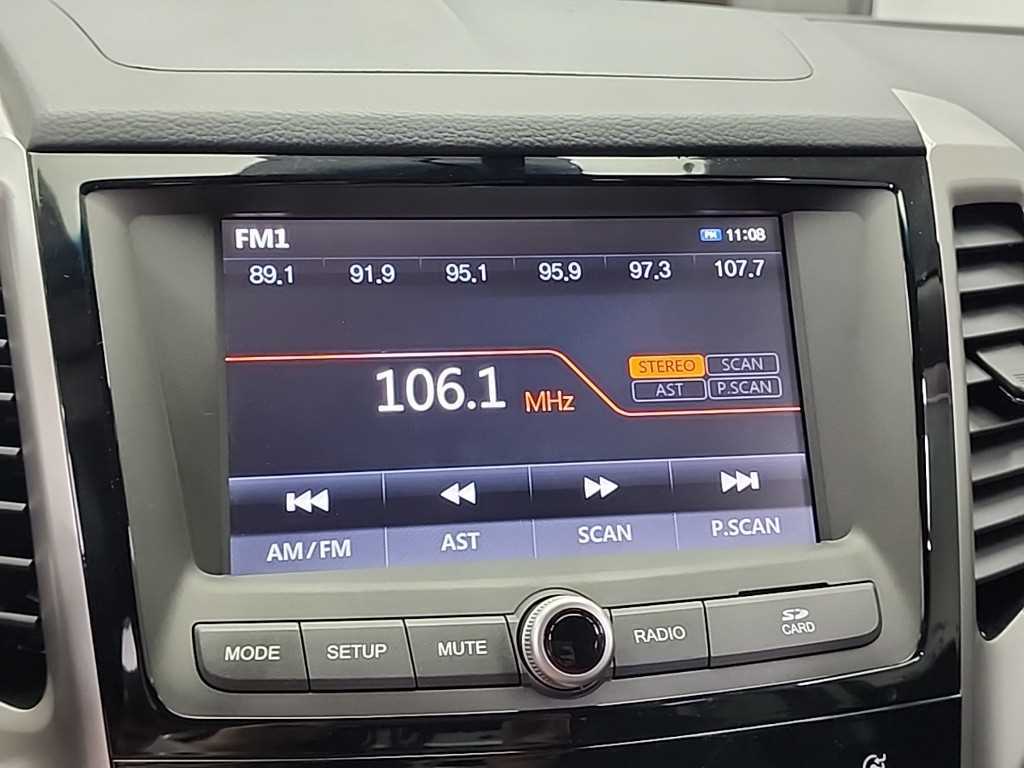 FM1 PM 11:08
89.1 91.9 95.1 95.9 97.3 107.7
STEREO SCAN
106.1 MHz
AST P.SCAN
AM/FM AST SCAN P.SCAN
MODE SETUP MUTE RADIO SD CARD